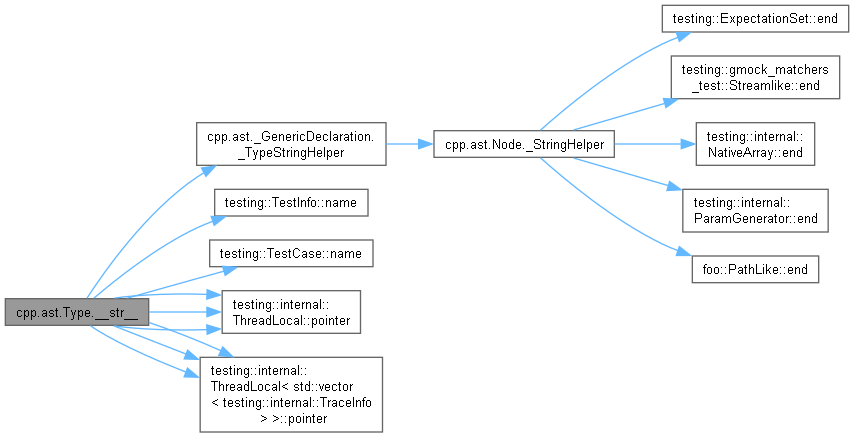 testing::ExpectationSet::end
testing::gmock_matchers
_test::Streamlike::end
cpp.ast._GenericDeclaration.
_TypeStringHelper
cpp.ast.Node._StringHelper
testing::internal::
NativeArray::end
testing::TestInfo::name
testing::internal::
ParamGenerator::end
testing::TestCase::name
foo::PathLike::end
cpp.ast.Type.__str__
testing::internal::
ThreadLocal::pointer
testing::internal::
ThreadLocal< std::vector
< testing::internal::TraceInfo
> >::pointer